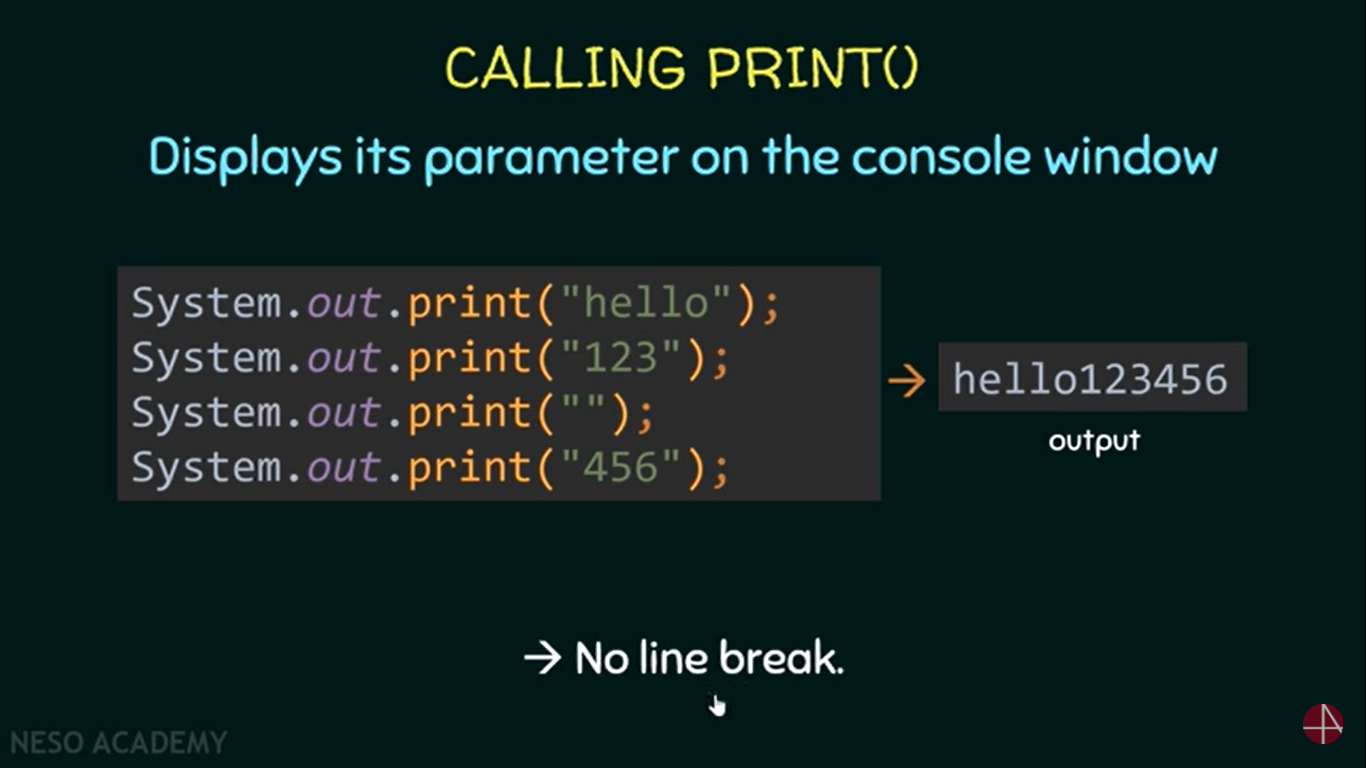 CALLING PRINT()
Displays its parameter on the console window
System.out.print("hello");
System.out.print("123");
System.out.print("");
System.out.print("456");
→ hello123456
output
→ No line break.
NESO ACADEMY